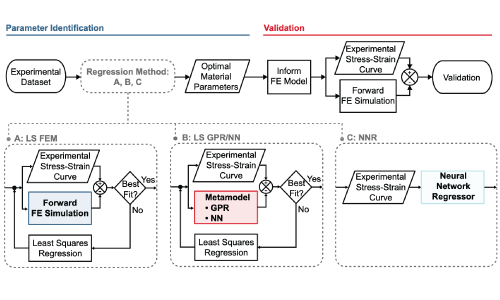 Parameter Identification
Validation
Experimental
Dataset
Regression Method:
A, B, C
Optimal
Material
Parameters
Inform
FE Model
Experimental
Stress-Strain
Curve
Forward
FE Simulation
Validation
A: LS FEM
B: LS GPR/NN
C: NNR
Experimental
Stress-Strain
Curve
Forward
FE Simulation
Best
Fit?
Yes
No
Least Squares
Regression
Experimental
Stress-Strain
Curve
Metamodel
• GPR
• NN
Best
Fit?
Yes
No
Least Squares
Regression
Experimental
Stress-Strain
Curve
Neural
Network
Regressor